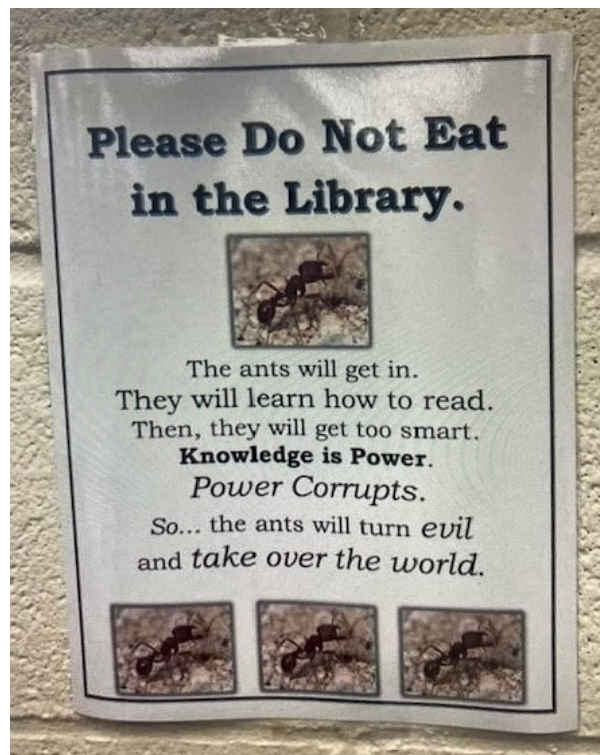 Please Do Not Eat
in the Library.
The ants will get in.
They will learn how to read.
Then, they will get too smart.
Knowledge is Power.
Power Corrupts.
So... the ants will turn evil
and take over the world.